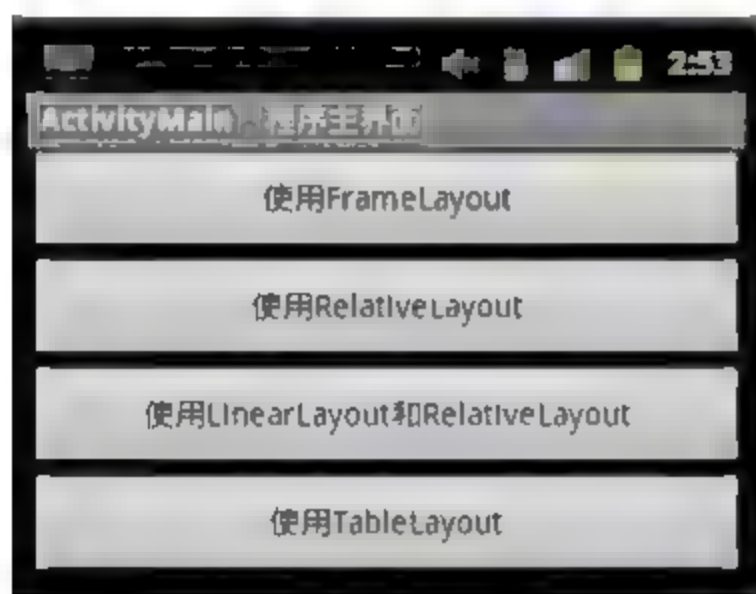 2:53
ActivityMain 程序主界面
使用FrameLayout
使用RelativeLayout
使用LinearLayout和RelativeLayout
使用TableLayout